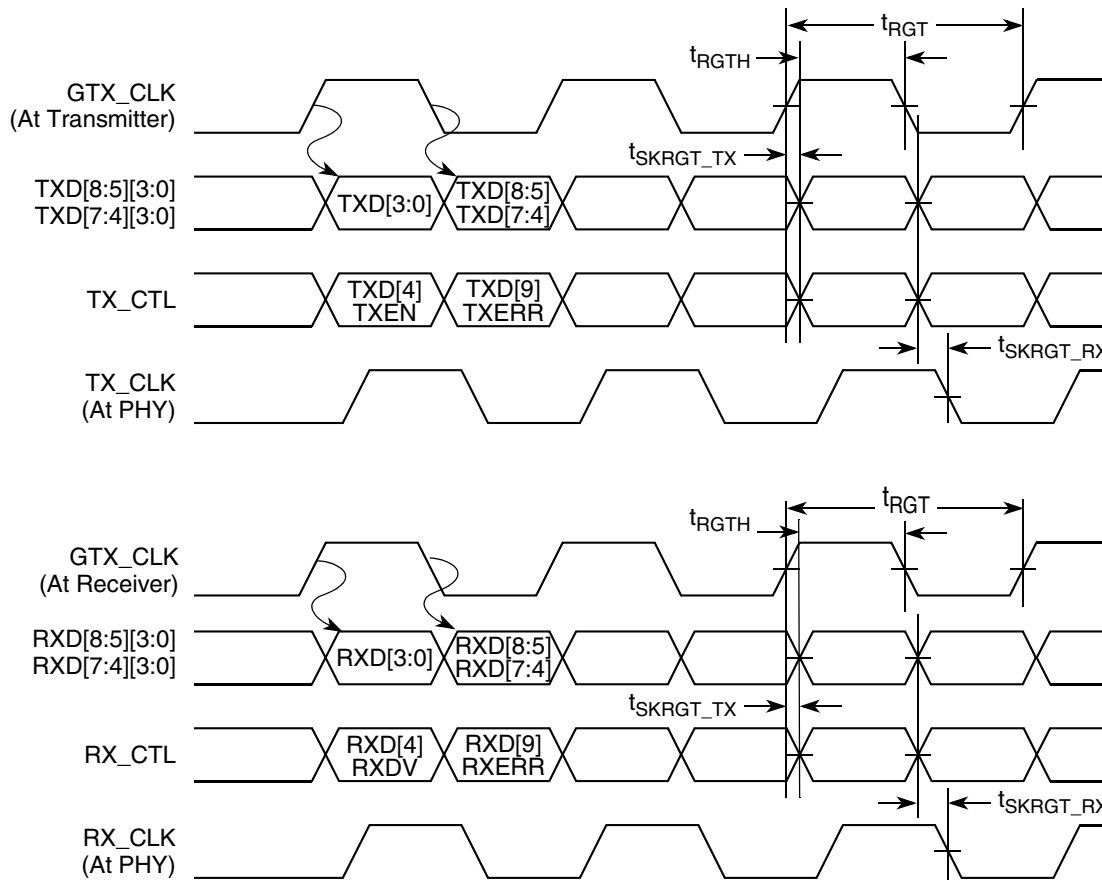 tRGT
tRGTH
GTX_CLK
(At Transmitter)
tSKRGT_TX
TXD[8:5][3:0]
TXD[7:4][3:0]
TXD[3:0]
TXD[8:5]
TXD[7:4]
TX_CTL
TXD[4]
TXEN
TXD[9]
TXERR
tSKRGT_RX
TX_CLK
(At PHY)
tRGT
tRGTH
GTX_CLK
(At Receiver)
RXD[8:5][3:0]
RXD[7:4][3:0]
RXD[3:0]
RXD[8:5]
RXD[7:4]
tSKRGT_TX
RX_CTL
RXD[4]
RXDV
RXD[9]
RXERR
tSKRGT_RX
RX_CLK
(At PHY)